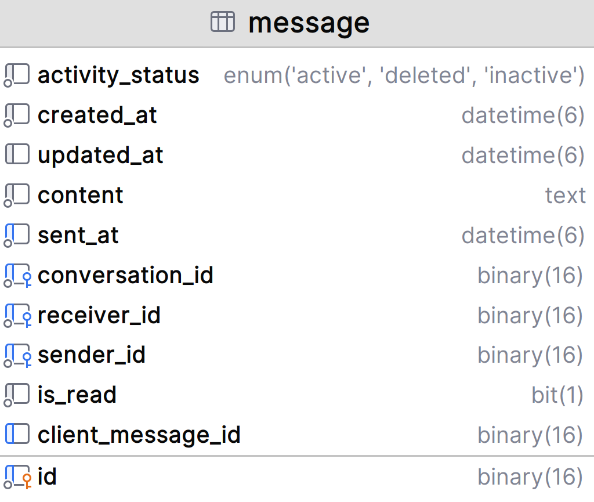 message
activity_status enum('active', 'deleted', 'inactive')
created_at datetime(6)
updated_at datetime(6)
content text
sent_at datetime(6)
conversation_id binary(16)
receiver_id binary(16)
sender_id binary(16)
is_read bit(1)
client_message_id binary(16)
id binary(16)